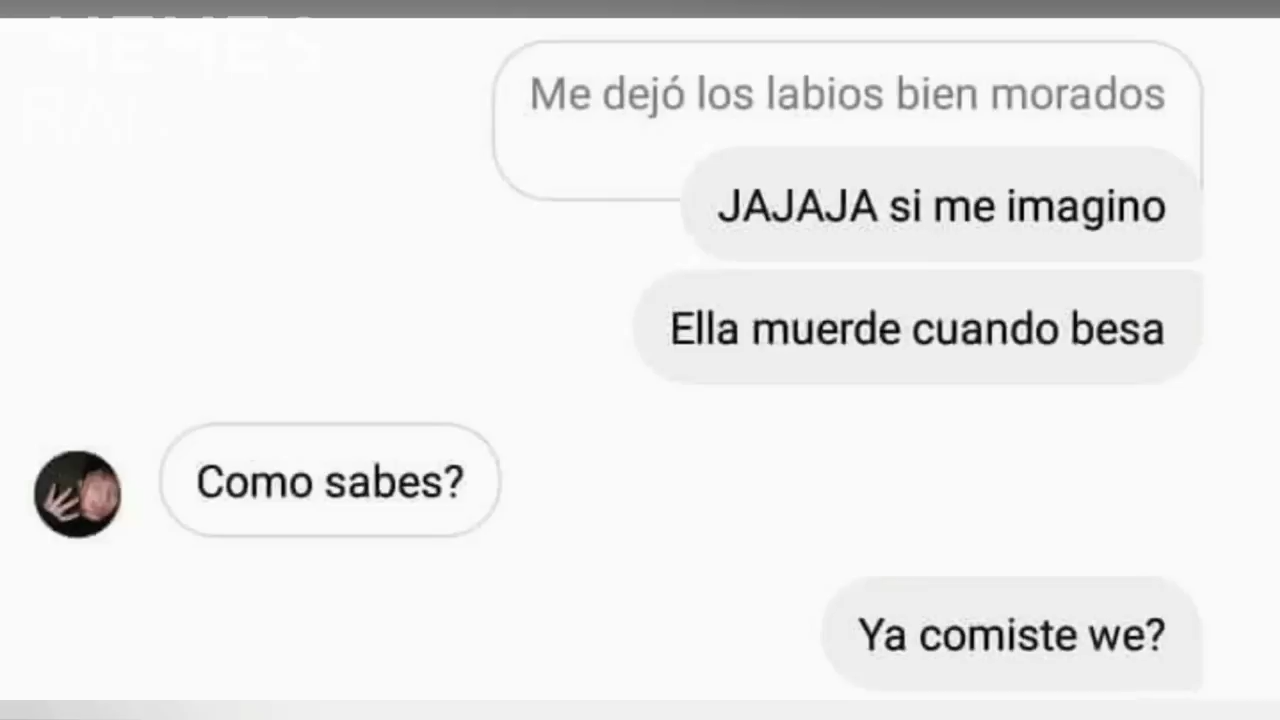 Me dejó los labios bien morados
JAJAJA si me imagino
Ella muerde cuando besa
Como sabes?
Ya comiste we?